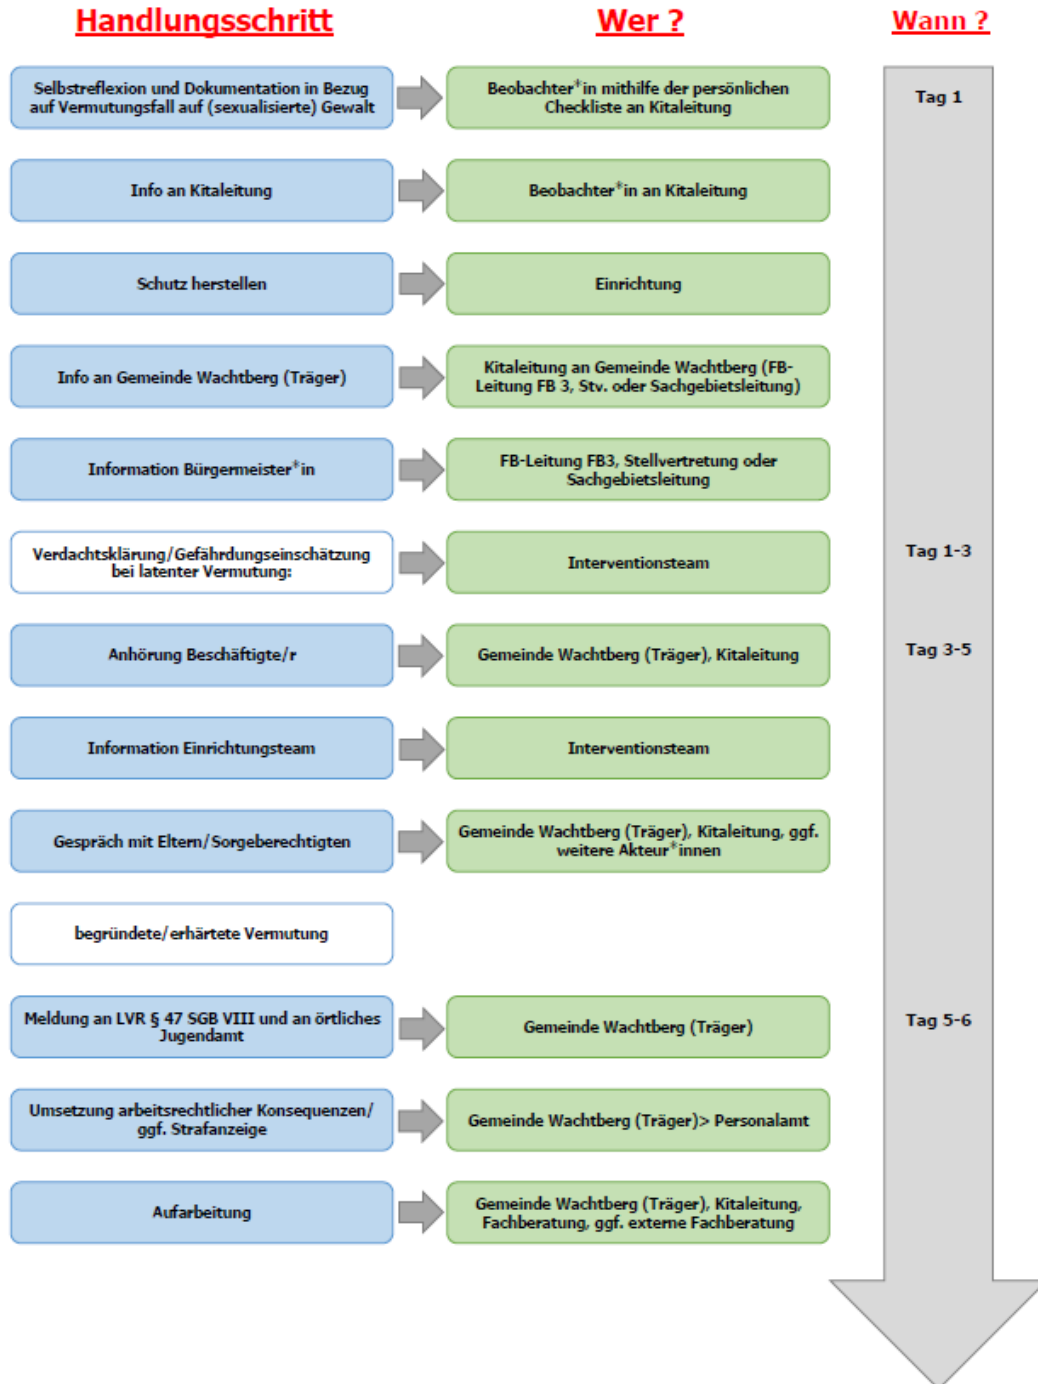 Handlungsschritt
Wer ?
Wann ?
Selbstreflexion und Dokumentation in Bezug
auf Vermutungsfall auf (sexualisierte) Gewalt
Beobachter*in mithilfe der persönlichen
Checkliste an Kitaleitung
Tag 1
Info an Kitaleitung
Beobachter*in an Kitaleitung
Schutz herstellen
Einrichtung
Info an Gemeinde Wachtberg (Träger)
Kitaleitung an Gemeinde Wachtberg (FB-
Leitung FB 3, Stv. oder Sachgebietsleitung)
Information Bürgermeister*in
FB-Leitung FB3, Stellvertretung oder
Sachgebietsleitung
Verdachtsklärung/Gefährdungseinschätzung
bei latenter Vermutung:
Interventionsteam
Tag 1-3
Anhörung Beschäftigte/r
Gemeinde Wachtberg (Träger), Kitaleitung
Tag 3-5
Information Einrichtungsteam
Interventionsteam
Gespräch mit Eltern/Sorgeberechtigten
Gemeinde Wachtberg (Träger), Kitaleitung, ggf.
weitere Akteur*innen
begründete/erhärtete Vermutung
Meldung an LVR § 47 SGB VIII und an örtliches
Jugendamt
Gemeinde Wachtberg (Träger)
Tag 5-6
Umsetzung arbeitsrechtlicher Konsequenzen/
ggf. Strafanzeige
Gemeinde Wachtberg (Träger)> Personalamt
Aufarbeitung
Gemeinde Wachtberg (Träger), Kitaleitung,
Fachberatung, ggf. externe Fachberatung